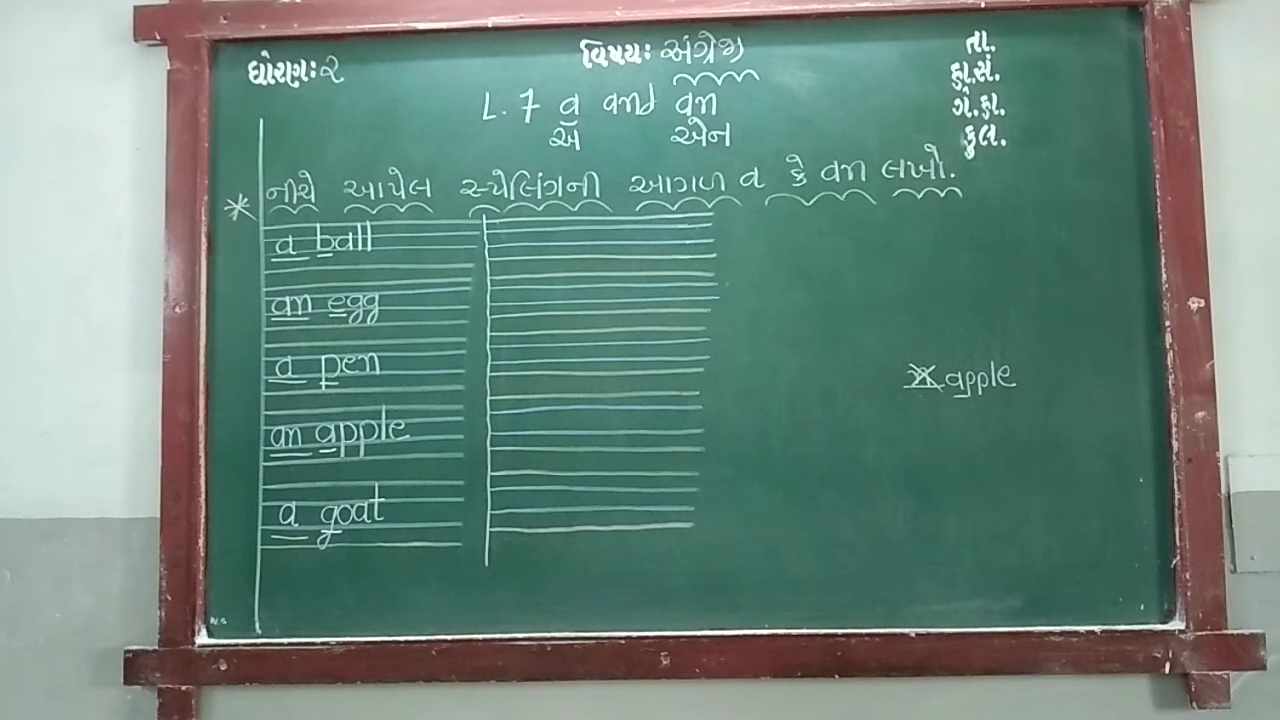 ધોરણઃ૨
વિષયઃ અંગ્રેજી
તા.
હા.સં.
ગે.હા.
કુલ.
L. 7 a and an
અ એન
* નીચે આપેલ સ્પેલિંગની આગળ a કે an લખો.
a ball
an egg
a pen
an apple
a goat
apple